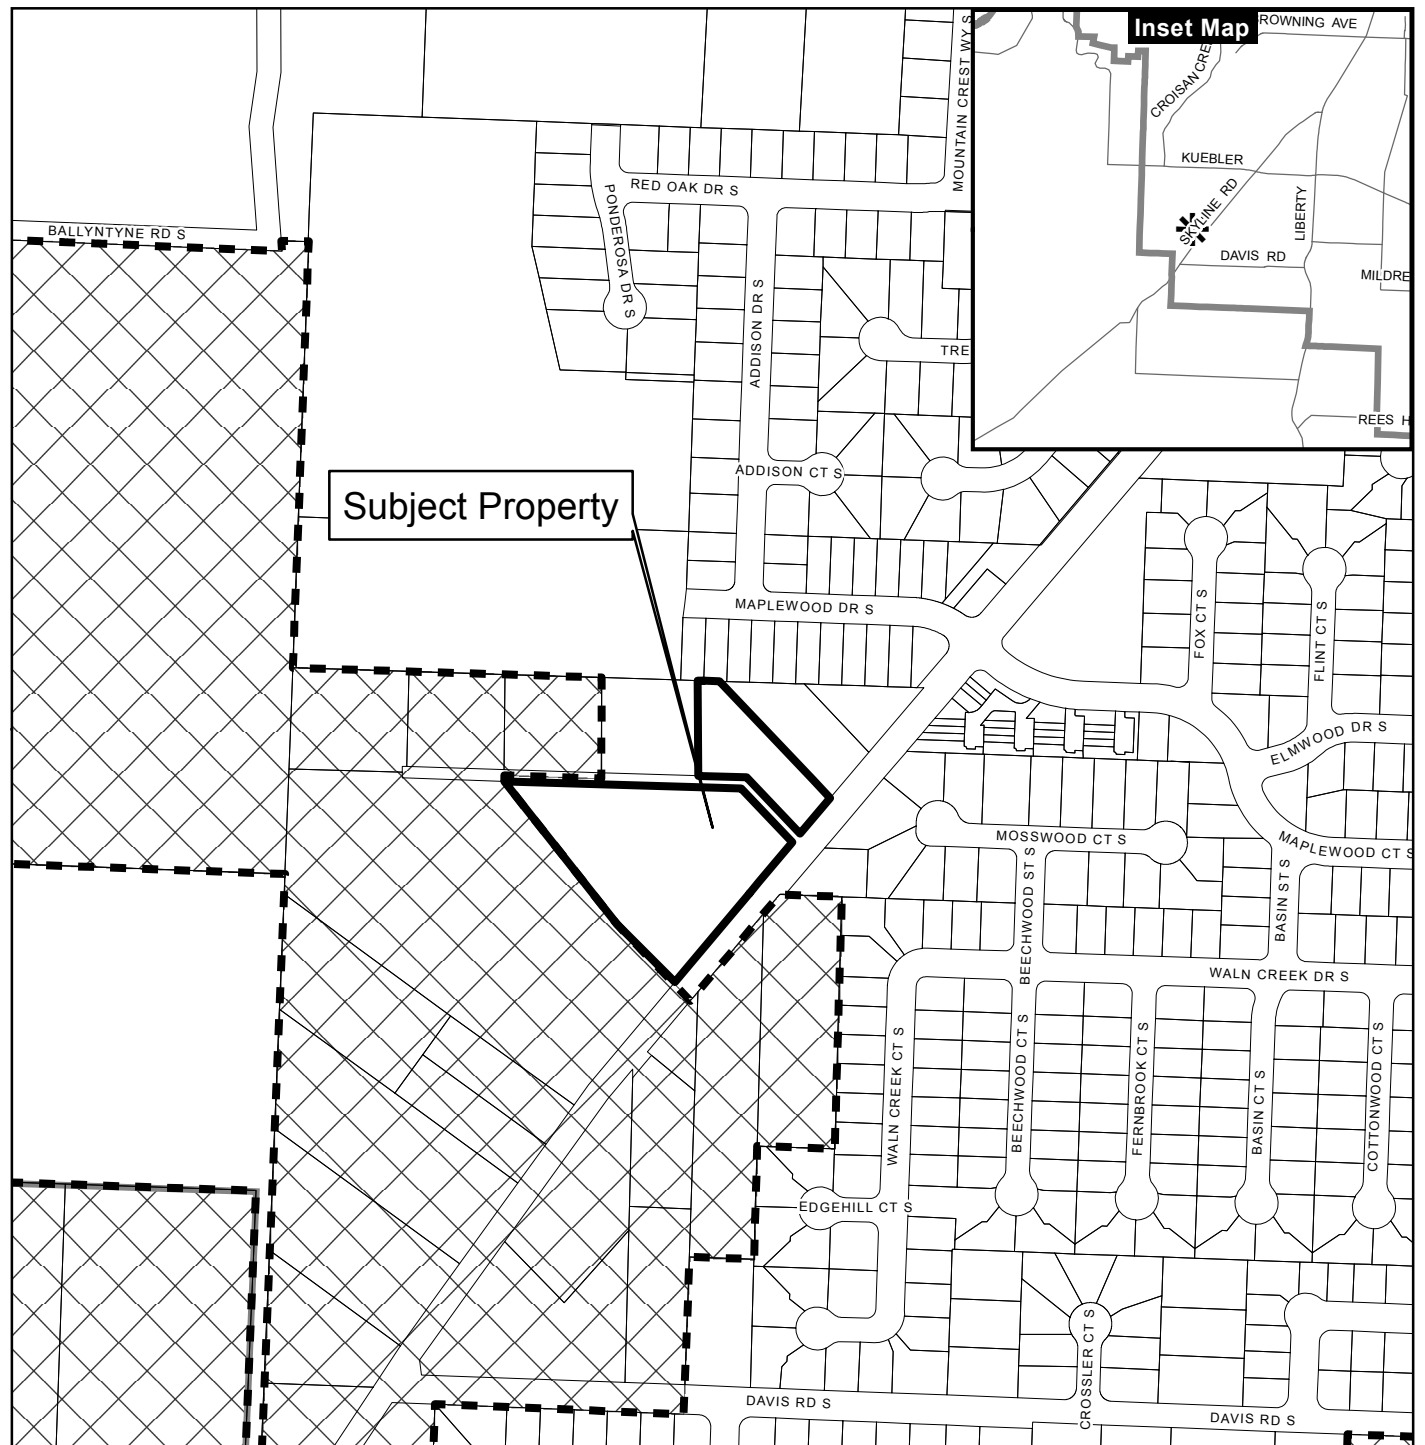 Inset Map
ROWNING AVE
CROISAN CRE
KUEBLER
SKYLINE RD
LIBERTY
DAVIS RD
MILDRE
REES H
MOUNTAIN CREST WY S
RED OAK DR S
PONDEROSA DR S
BALLYNTYNE RD S
ADDISON DR S
TRE
ADDISON CT S
Subject Property
MAPLEWOOD DR S
FOX CT S
FLINT CT S
ELMWOOD DR S
MOSSWOOD CT S
MAPLEWOOD CT S
BEECHWOOD ST S
BASIN ST S
WALN CREEK DR S
WALN CREEK CT S
BEECHWOOD CT S
FERNBROOK CT S
BASIN CT S
COTTONWOOD CT S
EDGEHILL CT S
CROSSLER CT S
DAVIS RD S
DAVIS RD S